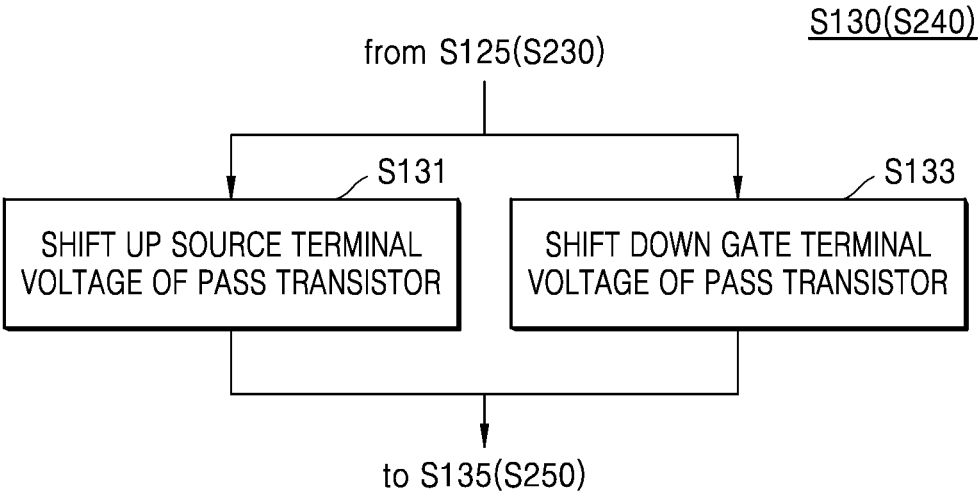 S130(S240)
from S125(S230)
S131
S133
SHIFT UP SOURCE TERMINAL
VOLTAGE OF PASS TRANSISTOR
SHIFT DOWN GATE TERMINAL
VOLTAGE OF PASS TRANSISTOR
to S135(S250)